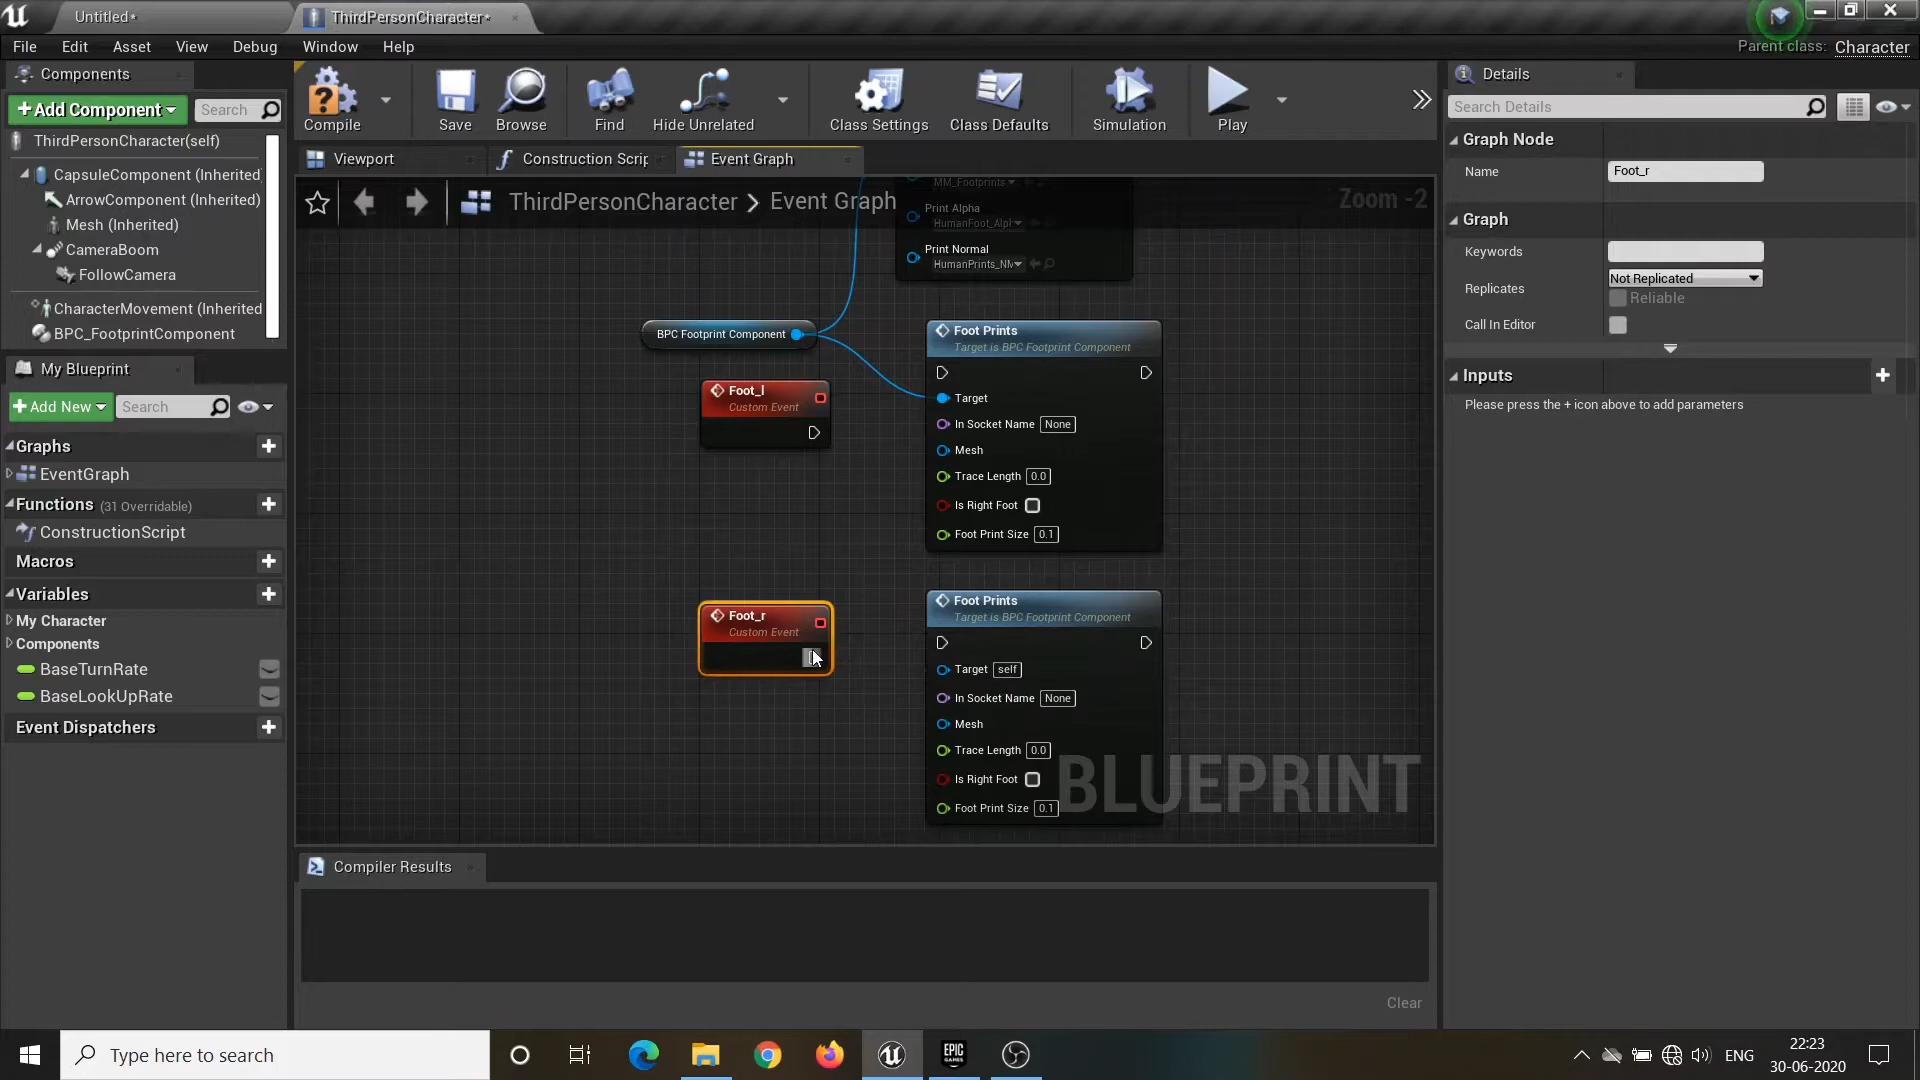 Untitled*
ThirdPersonCharacter*
File Edit Asset View Debug Window Help
Parent class: Character
Components
+Add Component
Search
ThirdPersonCharacter(self)
CapsuleComponent (Inherited)
ArrowComponent (Inherited)
Mesh (Inherited)
CameraBoom
FollowCamera
CharacterMovement (Inherited
BPC_FootprintComponent
My Blueprint
+Add New
Search
Graphs
EventGraph
Functions (31 Overridable)
ConstructionScript
Macros
Variables
My Character
Components
BaseTurnRate
BaseLookUpRate
Event Dispatchers
Compile
Save
Browse
Find
Hide Unrelated
Class Settings
Class Defaults
Simulation
Play
Viewport
Construction Scrip
Event Graph
ThirdPersonCharacter > Event Graph
Zoom -2
MM_Footprints
Print Alpha
HumanFoot_Alpl
Print Normal
HumanPrints_NM
BPC Footprint Component
Foot_l
Custom Event
Foot Prints
Target is BPC Footprint Component
Target
In Socket Name None
Mesh
Trace Length 0.0
Is Right Foot
Foot Print Size 0.1
Foot_r
Custom Event
Foot Prints
Target is BPC Footprint Component
Target self
In Socket Name None
Mesh
Trace Length 0.0
Is Right Foot
Foot Print Size 0.1
BLUEPRINT
Compiler Results
Clear
Details
Search Details
Graph Node
Name Foot_r
Graph
Keywords
Replicates Not Replicated
Reliable
Call In Editor
Inputs
Please press the + icon above to add parameters
Type here to search
EPIC
GAMES
ENG
22:23
30-06-2020